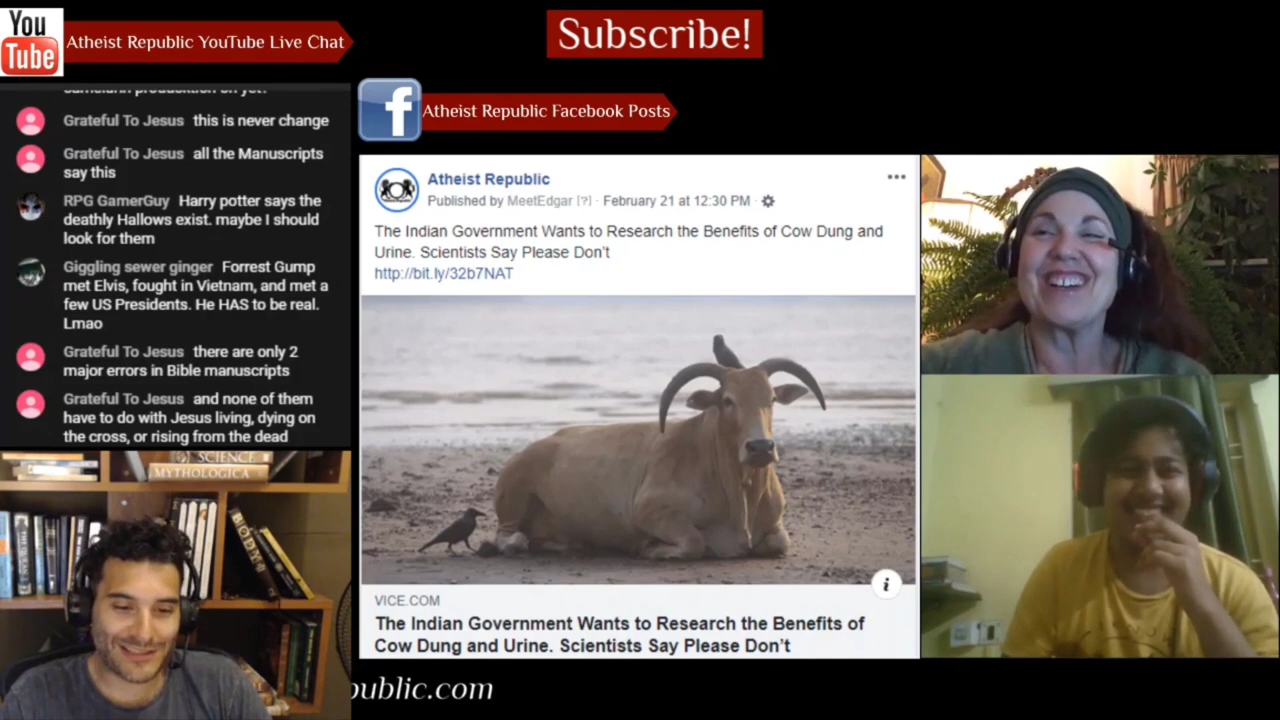 You
Tube
Atheist Republic YouTube Live Chat
Subscribe!
Atheist Republic Facebook Posts
Grateful To Jesus this is never change
Grateful To Jesus all the Manuscripts
say this
RPG GamerGuy Harry potter says the
deathly Hallows exist. maybe I should
look for them
Giggling sewer ginger Forrest Gump
met Elvis, fought in Vietnam, and met a
few US Presidents. He HAS to be real.
Lmao
Grateful To Jesus there are only 2
major errors in Bible manuscripts
Grateful To Jesus and none of them
have to do with Jesus living, dying on
the cross, or rising from the dead
Atheist Republic
Published by MeetEdgar [?] · February 21 at 12:30 PM ·
The Indian Government Wants to Research the Benefits of Cow Dung and
Urine. Scientists Say Please Don't
http://bit.ly/32b7NAT
VICE.COM
The Indian Government Wants to Research the Benefits of
Cow Dung and Urine. Scientists Say Please Don't
SCIENCE
MYTHOLOGICA
BODY
public.com